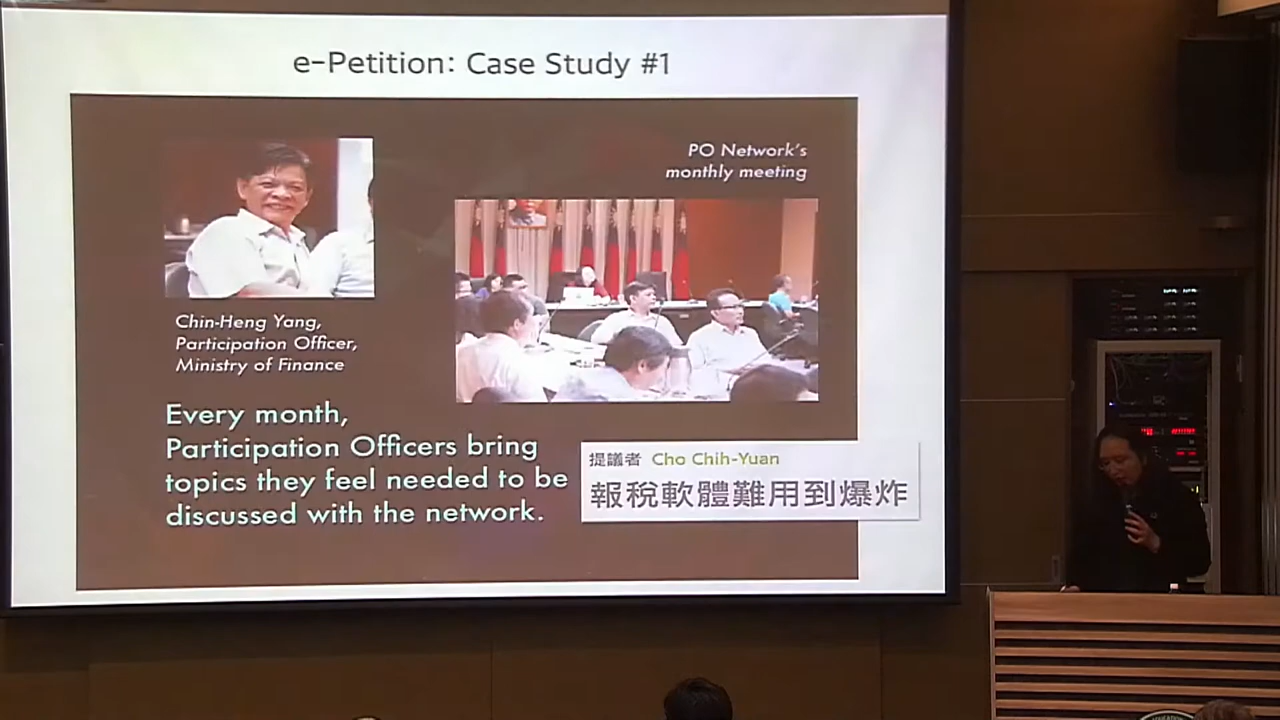 e-Petition: Case Study #1
PO Network's
monthly meeting
Chin-Heng Yang,
Participation Officer,
Ministry of Finance
Every month,
Participation Officers bring
topics they feel needed to be
discussed with the network.
提議者 Cho Chih-Yuan
報稅軟體難用到爆炸